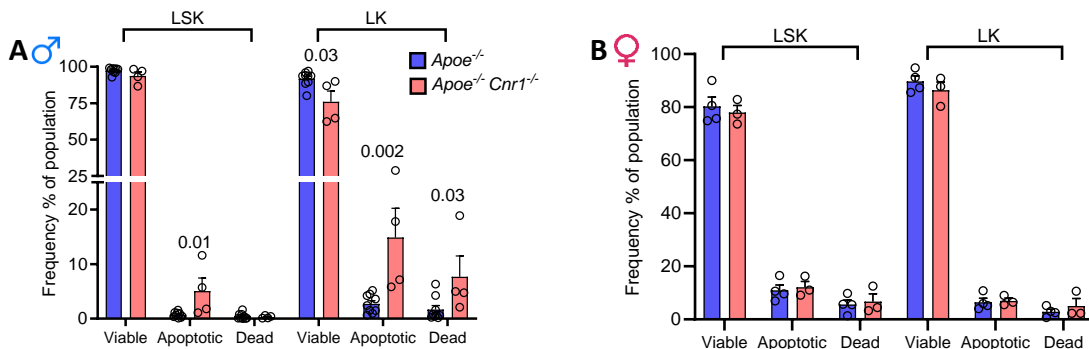 A♂
LSK
LK
Apoe-/-
Apoe-/- Cnr1-/-
Frequency % of population
100
75
50
25
20
10
0
0.01
0.03
0.002
0.03
Viable
Apoptotic
Dead
Viable
Apoptotic
Dead
B♀
LSK
LK
Frequency % of population
100
80
60
40
20
0
Viable
Apoptotic
Dead
Viable
Apoptotic
Dead